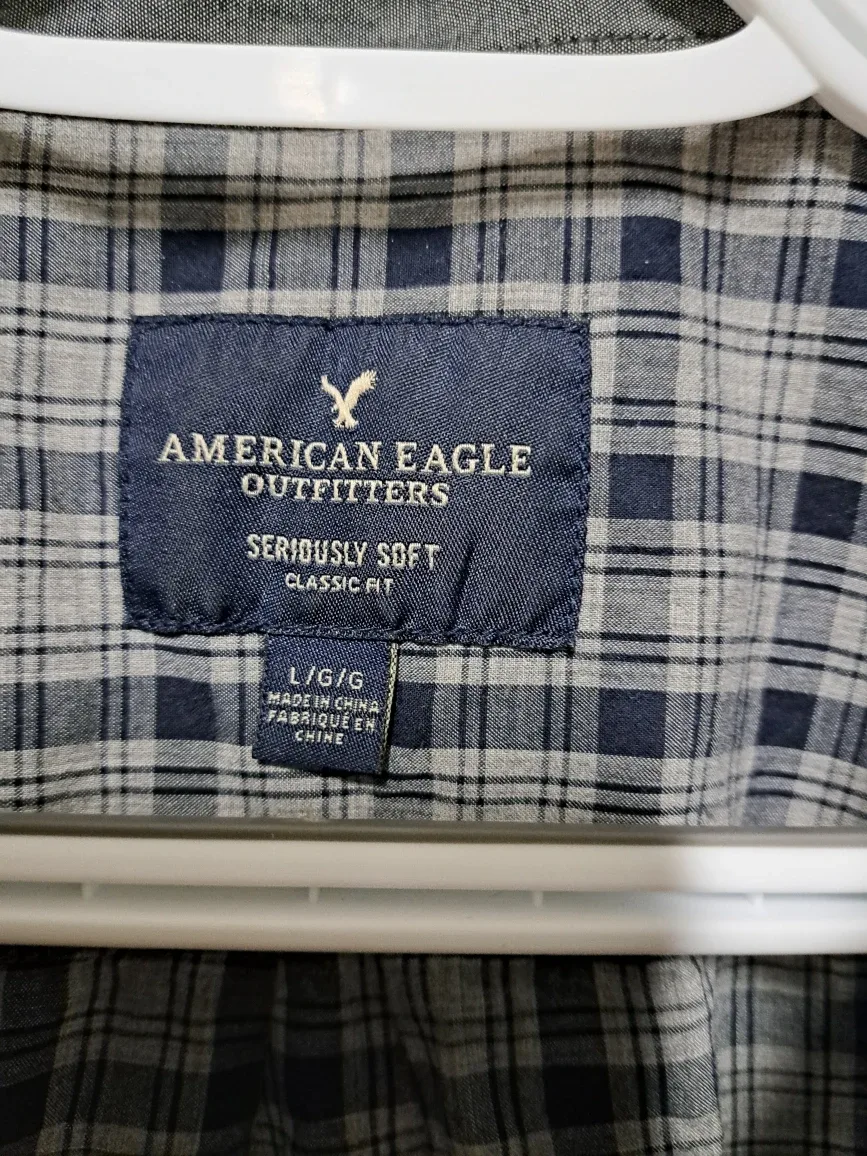 AMERICAN EAGLE
OUTFITTERS
SERIOUSLY SOFT
CLASSIC FIT
L/G/G
MADE IN CHINA
FABRIQUÉ EN
CHINE